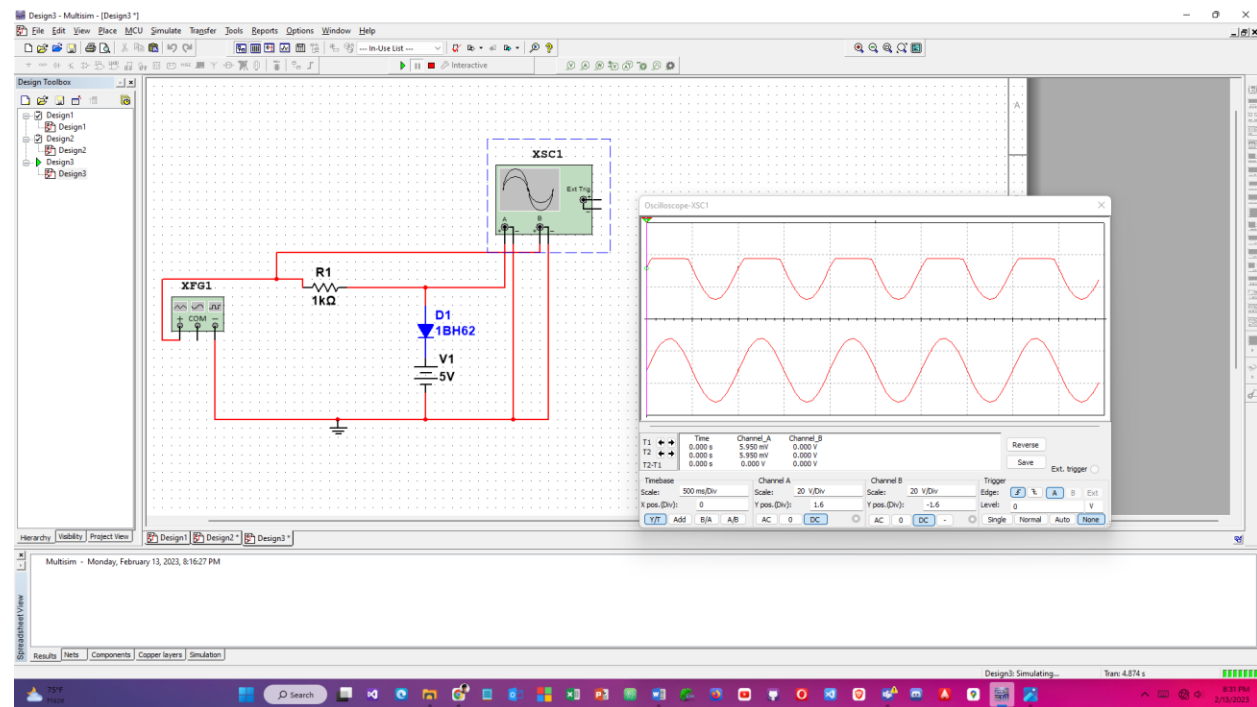 Design3 - Multisim - [Design3 *]
File Edit View Place MCU Simulate Transfer Tools Reports Options Window Help
--- In-Use List ---
Interactive
Design Toolbox
Design1
Design1
Design2
Design2
Design3
Design3
A
XSC1
Ext Trig
A B
XFG1
COM
R1
1kΩ
D1
1BH62
V1
5V
Oscilloscope-XSC1
Time Channel_A Channel_B
T1 0.000 s 5.950 mV 0.000 V
T2 0.000 s 5.950 mV 0.000 V
T2-T1 0.000 s 0.000 V 0.000 V
Reverse
Save
Ext. trigger
Timebase Channel A Channel B Trigger
Scale: 500 ms/Div Scale: 20 V/Div Scale: 20 V/Div Edge: A B Ext
X pos.(Div): 0 Y pos.(Div): 1.6 Y pos.(Div): -1.6 Level: 0 V
Y/T Add B/A A/B AC 0 DC AC 0 DC - Single Normal Auto None
Hierarchy Visibility Project View
Design1 Design2 * Design3 *
Multisim - Monday, February 13, 2023, 8:16:27 PM
Spreadsheet View
Results Nets Components Copper layers Simulation
Design3: Simulating... Tran: 4.874 s
75°F
Haze
Search
8:31 PM
2/13/2023